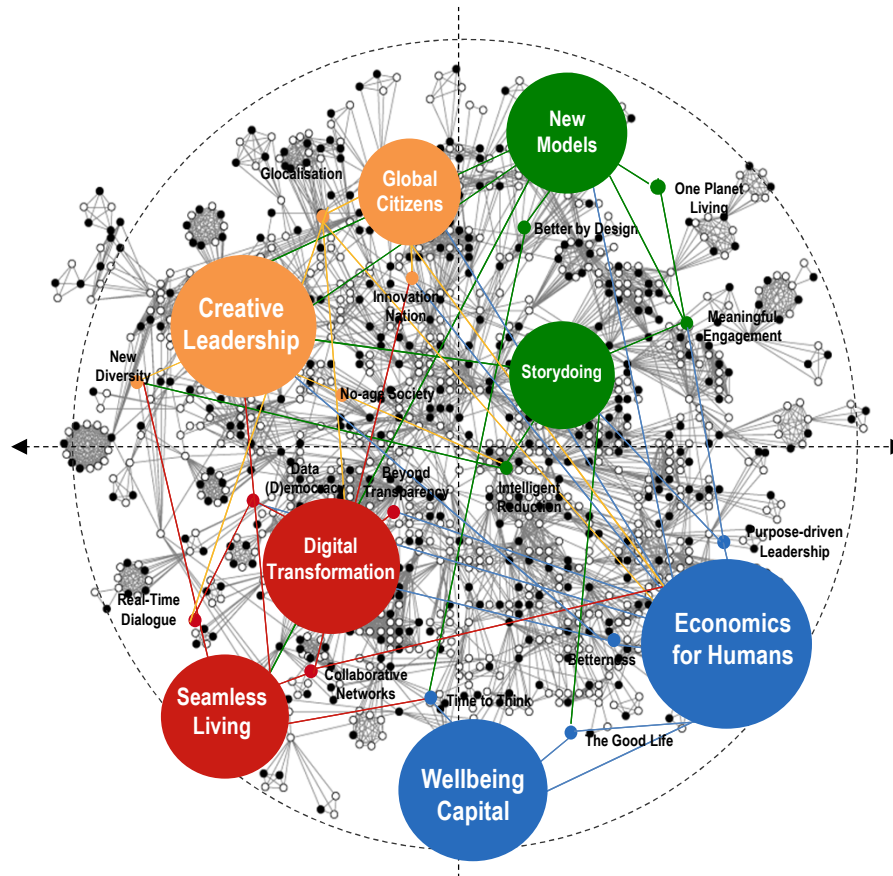 New
Models
Glocalisation
Global
Citizens
One Planet
Living
Better by Design
Creative
Leadership
Innovation
Nation
Meaningful
Engagement
New
Diversity
Storydoing
No-age Society
Data
(D)emocracy
Beyond
Transparency
Intelligent
Reduction
Purpose-driven
Leadership
Digital
Transformation
Real-Time
Dialogue
Economics
for Humans
Betterness
Collaborative
Networks
Seamless
Living
Time to Think
The Good Life
Wellbeing
Capital